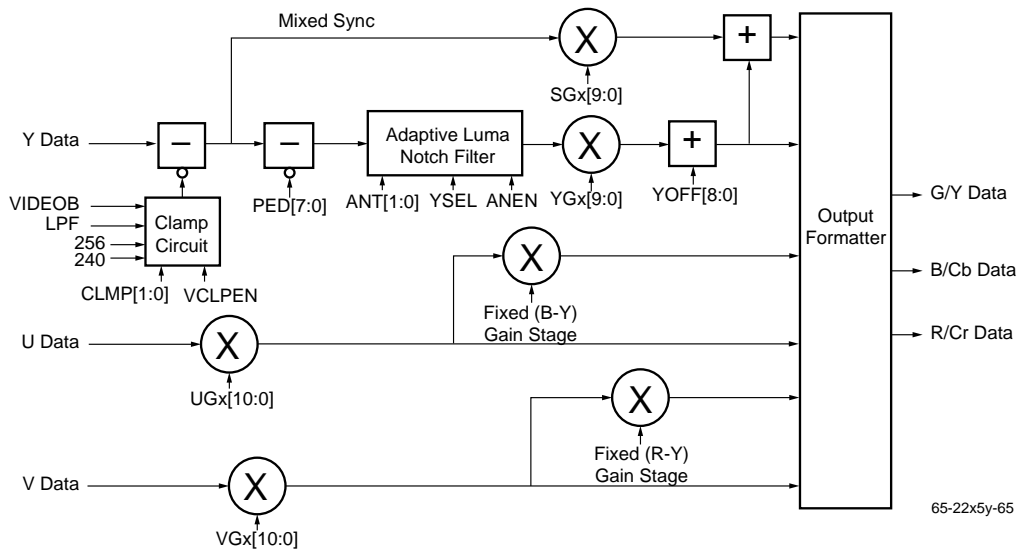 Mixed Sync
X
+
SGx[9:0]
Y Data
−
−
Adaptive Luma
Notch Filter
X
+
PED[7:0]
ANT[1:0]
YSEL
ANEN
YGx[9:0]
YOFF[8:0]
VIDEOB
LPF
256
240
Clamp
Circuit
CLMP[1:0]
VCLPEN
Output
Formatter
G/Y Data
B/Cb Data
R/Cr Data
X
Fixed (B-Y)
Gain Stage
U Data
X
UGx[10:0]
X
Fixed (R-Y)
Gain Stage
V Data
X
VGx[10:0]
65-22x5y-65